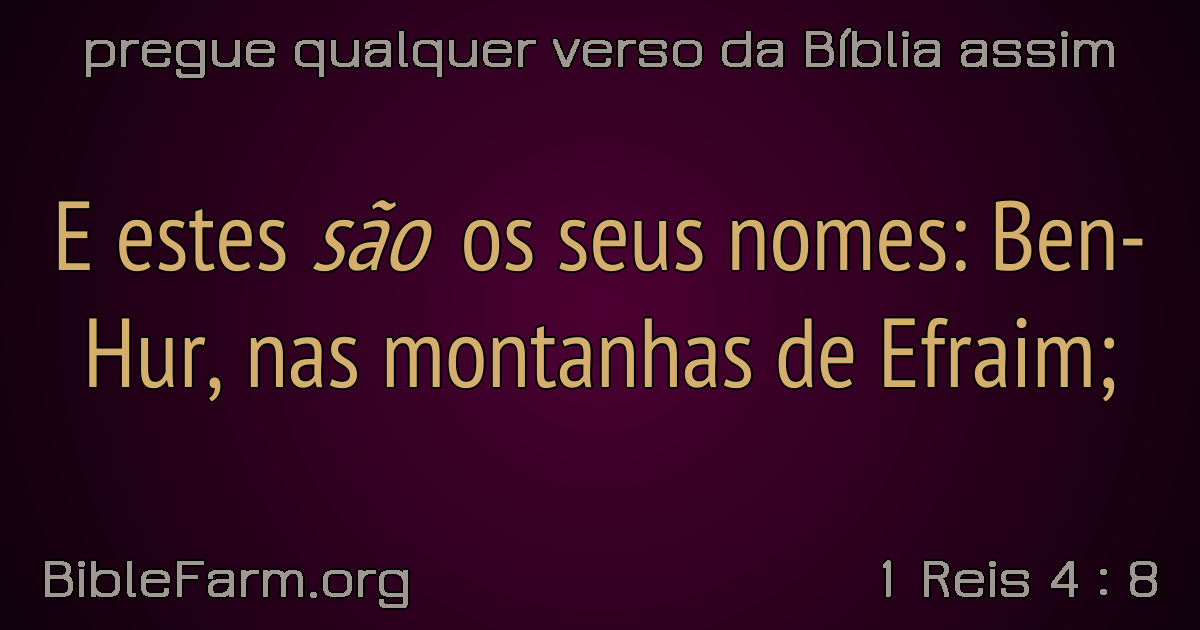 pregue qualquer verso da Bíblia assim
E estes são os seus nomes: Ben-
Hur, nas montanhas de Efraim;
BibleFarm.org
1 Reis 4 : 8